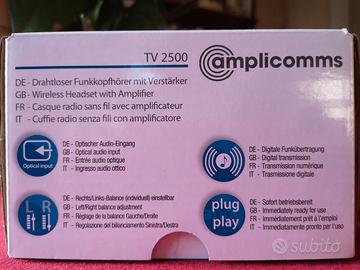 TV 2500
amplicomms
DE - Drahtloser Funkkopfhörer mit Verstärker
GB - Wireless Headset with Amplifier
FR - Casque radio sans fil avec amplificateur
IT - Cuffie radio senza fili con amplificatore
Optical input
DE - Optischer Audio-Eingang
GB - Optical audio input
FR - Entrée audio optique
IT - Ingresso audio ottico
DE - Digitale Funkübertragung
GB - Digital transmission
FR - Transmission numérique
IT - Trasmissione digitale
L R
DE - Rechts/Links-Balance (individuell) einstellbar
GB - Left/Right balance adjustment
FR - Réglage de la balance Gauche/Droite
IT - Regolazione del bilanciamento Sinistra/Destra
plug
play
DE - Sofort betriebsbereit
GB - Immediately ready for use
FR - Immédiatement prêt à l'emploi
IT - Immediatamente pronto per l'uso
subito